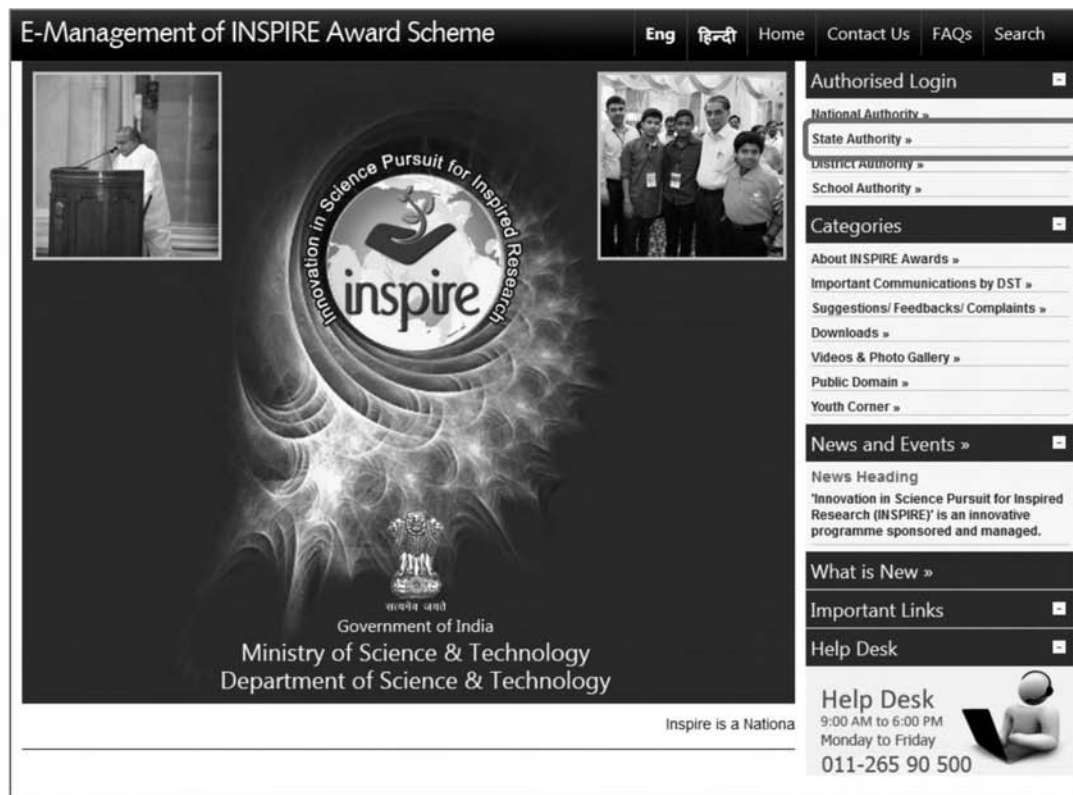 E-Management of INSPIRE Award Scheme
Eng हिन्दी Home Contact Us FAQs Search
Innovation in Science Pursuit for Inspired Research
inspire
सत्यमेव जयते
Government of India
Ministry of Science & Technology
Department of Science & Technology
Inspire is a Nationa
Authorised Login
National Authority »
State Authority »
District Authority »
School Authority »
Categories
About INSPIRE Awards »
Important Communications by DST »
Suggestions/ Feedbacks/ Complaints »
Downloads »
Videos & Photo Gallery »
Public Domain »
Youth Corner »
News and Events »
News Heading
'Innovation in Science Pursuit for Inspired
Research (INSPIRE)' is an innovative
programme sponsored and managed.
What is New »
Important Links
Help Desk
Help Desk
9:00 AM to 6:00 PM
Monday to Friday
011-265 90 500